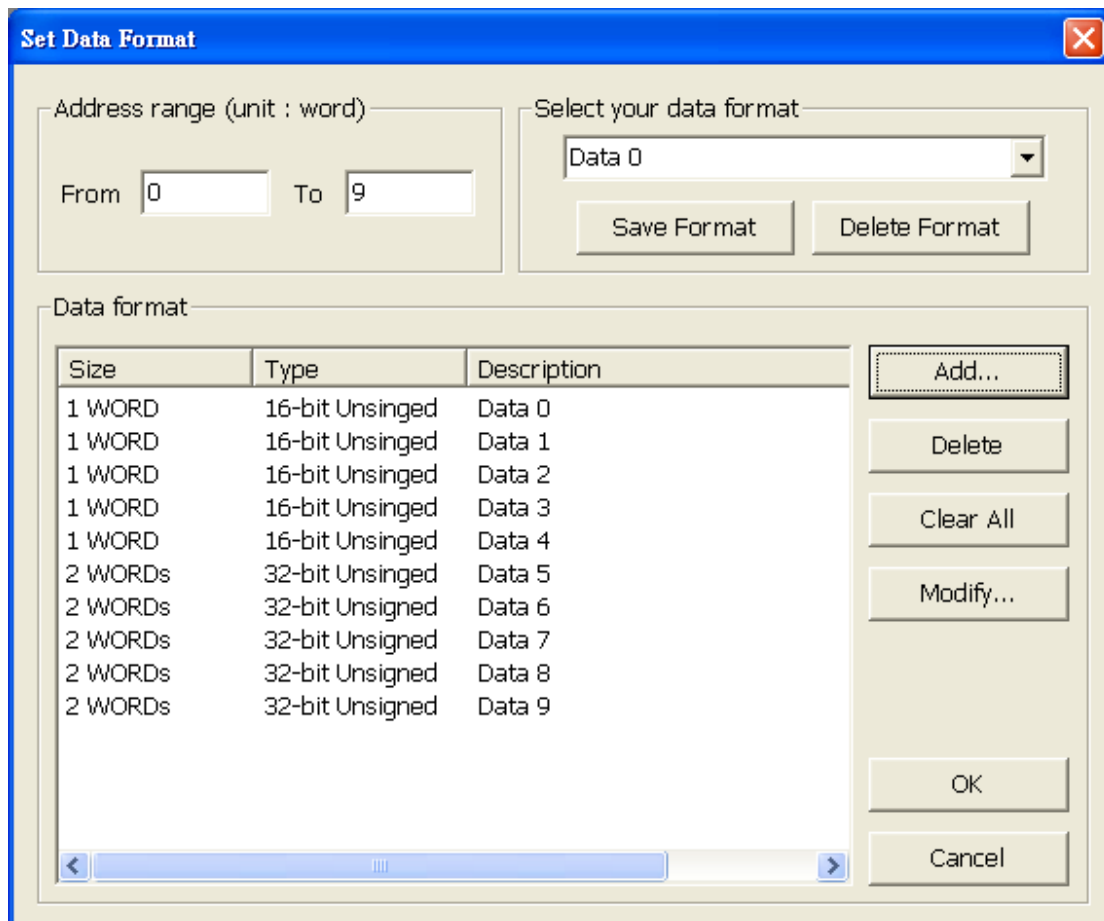 Set Data Format
Address range (unit : word)
From 0 To 9
Select your data format
Data 0
Save Format Delete Format
Data format
Size Type Description
1 WORD 16-bit Unsinged Data 0
1 WORD 16-bit Unsinged Data 1
1 WORD 16-bit Unsinged Data 2
1 WORD 16-bit Unsinged Data 3
1 WORD 16-bit Unsinged Data 4
2 WORDs 32-bit Unsinged Data 5
2 WORDs 32-bit Unsigned Data 6
2 WORDs 32-bit Unsigned Data 7
2 WORDs 32-bit Unsigned Data 8
2 WORDs 32-bit Unsigned Data 9
Add...
Delete
Clear All
Modify...
OK
Cancel